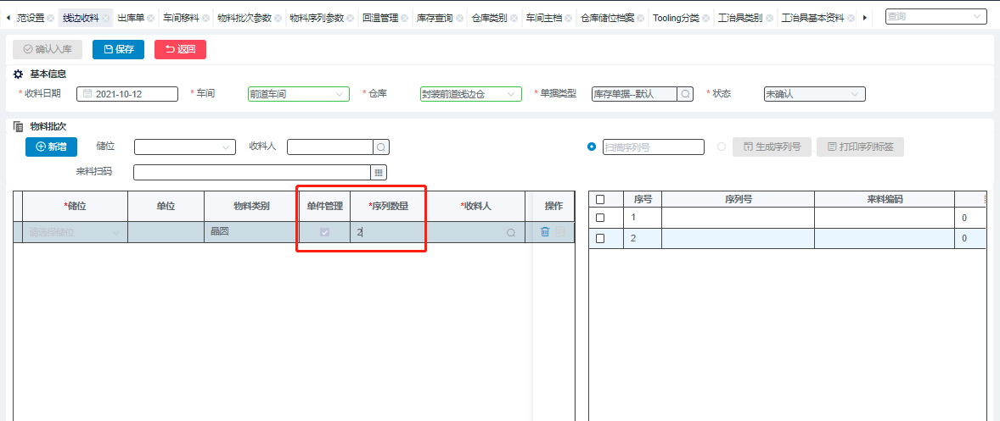 范设置 线边收料 出库单 车间移料 物料批次参数 物料序列参数 回温管理 库存查询 仓库类别 车间主档 仓库储位档案 Tooling分类 工治具类别 工治具基本资料 查询
确认入库 保存 返回
基本信息
* 收料日期 2021-10-12 * 车间 前道车间 * 仓库 封装前道线边仓 * 单据类型 库存单据--默认 * 状态 未确认
物料批次
新增 储位 收料人 扫描序列号 生成序列号 打印序列标签
来料扫码
*储位 单位 物料类别 单件管理 *序列数量 *收料人 操作 序号 序列号 来料编码
1 0
请选择储位 晶圆 2
2 0